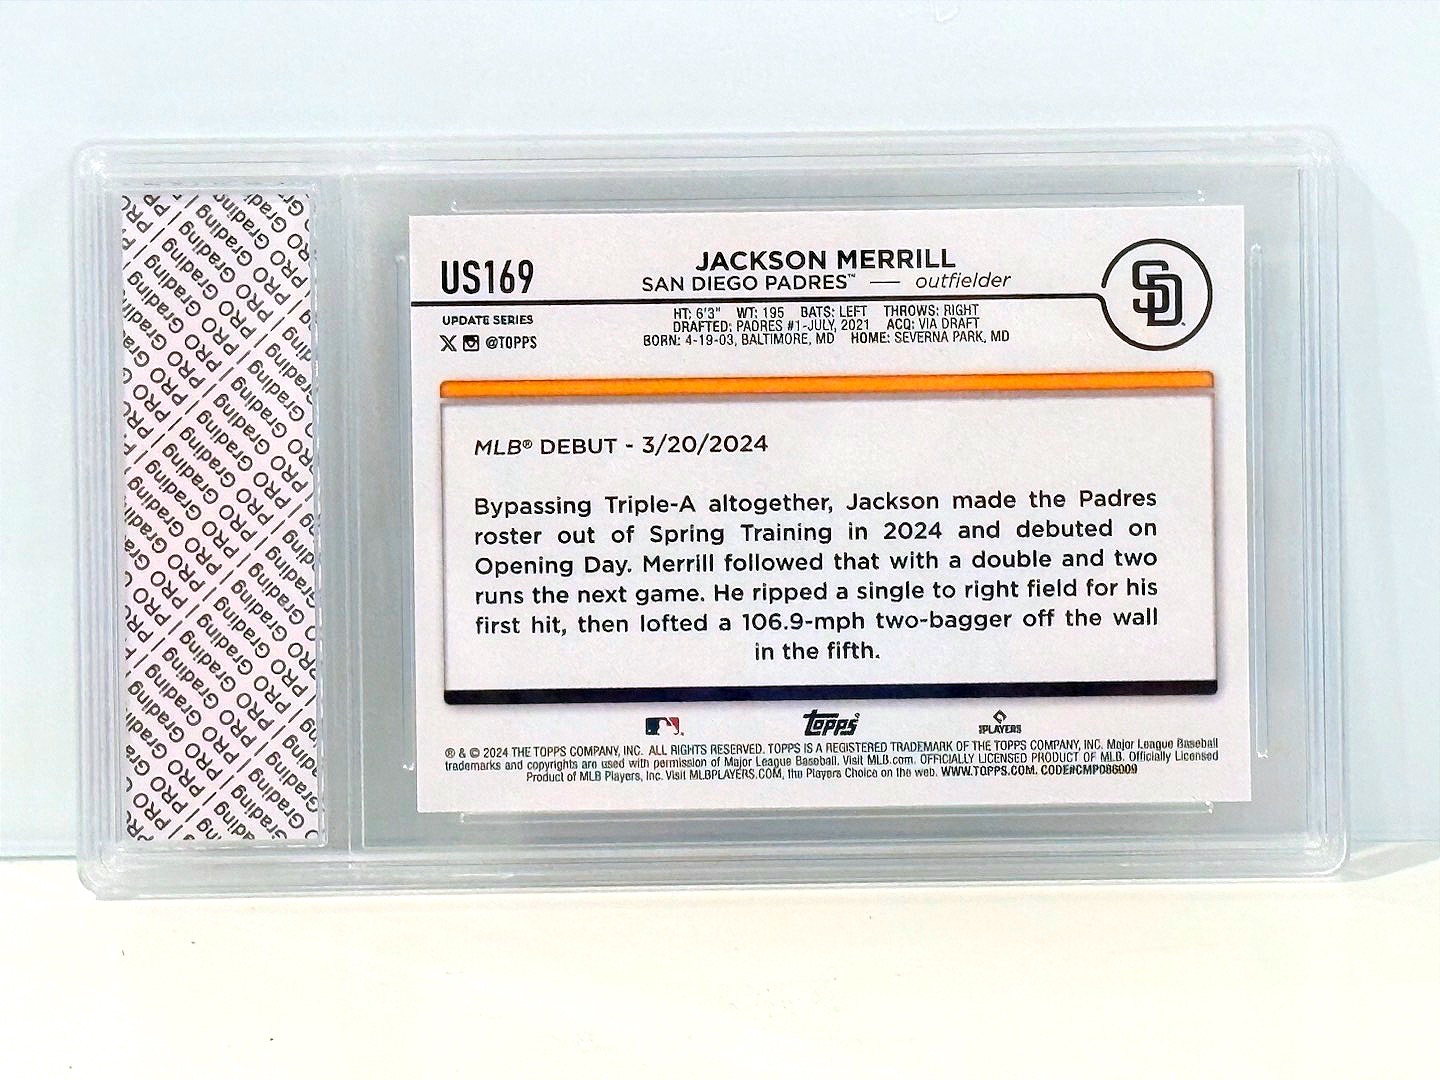 US169
JACKSON MERRILL
SAN DIEGO PADRES™ — outfielder
SD
UPDATE SERIES
@TOPPS
HT: 6'3" WT: 195 BATS: LEFT THROWS: RIGHT
DRAFTED: PADRES #1-JULY, 2021 ACQ: VIA DRAFT
BORN: 4-19-03, BALTIMORE, MD HOME: SEVERNA PARK, MD
MLB® DEBUT - 3/20/2024
Bypassing Triple-A altogether, Jackson made the Padres
roster out of Spring Training in 2024 and debuted on
Opening Day. Merrill followed that with a double and two
runs the next game. He ripped a single to right field for his
first hit, then lofted a 106.9-mph two-bagger off the wall
in the fifth.
topps
PLAYERS
® & © 2024 THE TOPPS COMPANY, INC. ALL RIGHTS RESERVED. TOPPS IS A REGISTERED TRADEMARK OF THE TOPPS COMPANY, INC. Major League Baseball
trademarks and copyrights are used with permission of Major League Baseball. Visit MLB.com. OFFICIALLY LICENSED PRODUCT OF MLB. Officially Licensed
Product of MLB Players, Inc. Visit MLBPLAYERS.COM, the Players Choice on the web. WWW.TOPPS.COM. CODE#CMP086009
PRO Grading